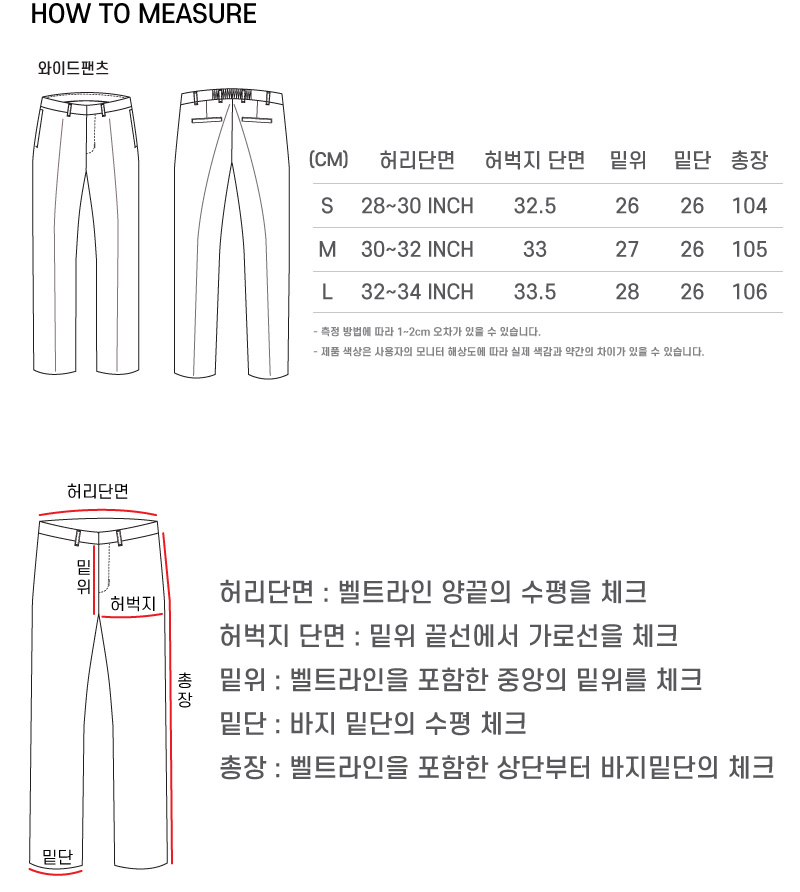 HOW TO MEASURE
와이드팬츠
(CM) 허리단면 허벅지 단면 밑위 밑단 총장
S 28~30 INCH 32.5 26 26 104
M 30~32 INCH 33 27 26 105
L 32~34 INCH 33.5 28 26 106
- 측정 방법에 따라 1~2cm 오차가 있을 수 있습니다.
- 제품 색상은 사용자의 모니터 해상도에 따라 실제 색감과 약간의 차이가 있을 수 있습니다.
허리단면
밑위
허벅지
총장
밑단
허리단면 : 벨트라인 양끝의 수평을 체크
허벅지 단면 : 밑위 끝선에서 가로선을 체크
밑위 : 벨트라인을 포함한 중앙의 밑위를 체크
밑단 : 바지 밑단의 수평 체크
총장 : 벨트라인을 포함한 상단부터 바지밑단의 체크